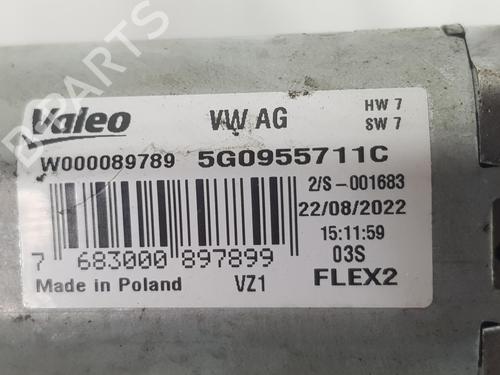 Valeo
VW AG
HW 7
SW 7
W000089789 5G0955711C
2/S-001683
22/08/2022
15:11:59
03S
7 683000 897899
Made in Poland
VZ1
FLEX2
B-PARTS